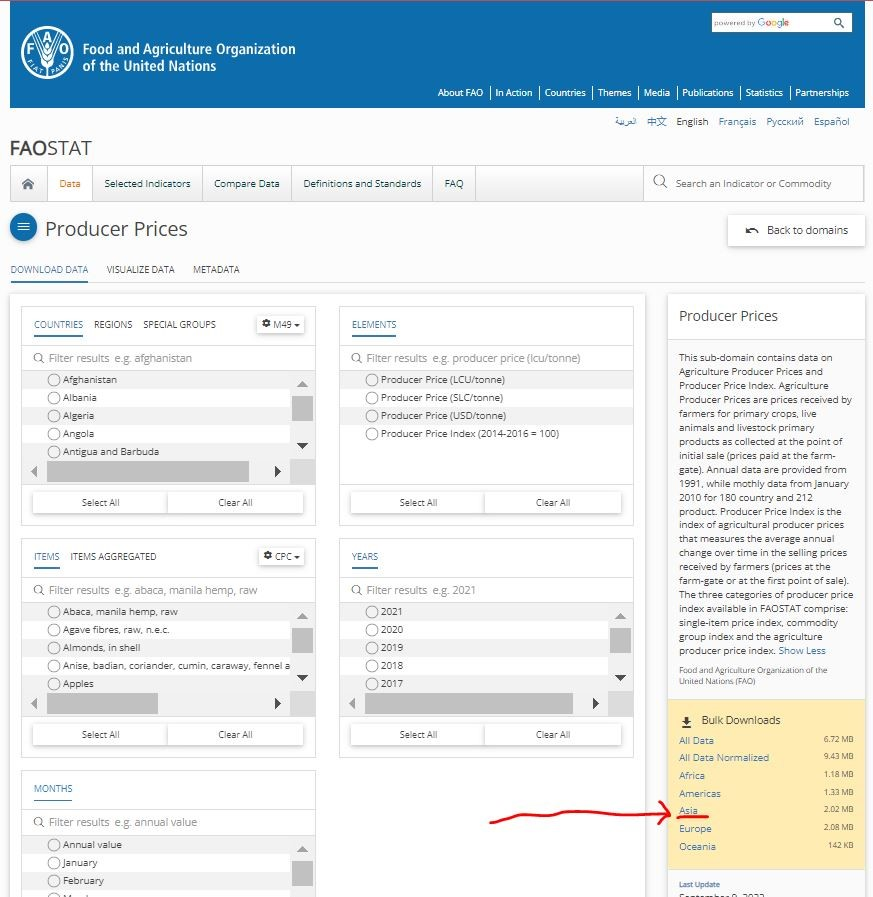 powered by Google
FAO
FIAT PANIS
Food and Agriculture Organization
of the United Nations
About FAO In Action Countries Themes Media Publications Statistics Partnerships
العربية 中文 English Français Русский Español
FAOSTAT
Data Selected Indicators Compare Data Definitions and Standards FAQ Search an Indicator or Commodity
Producer Prices
Back to domains
DOWNLOAD DATA VISUALIZE DATA METADATA
COUNTRIES REGIONS SPECIAL GROUPS M49
Filter results e.g. afghanistan
Afghanistan
Albania
Algeria
Angola
Antigua and Barbuda
Select All Clear All
ELEMENTS
Filter results e.g. producer price (lcu/tonne)
Producer Price (LCU/tonne)
Producer Price (SLC/tonne)
Producer Price (USD/tonne)
Producer Price Index (2014-2016 = 100)
Select All Clear All
ITEMS ITEMS AGGREGATED CPC
Filter results e.g. abaca, manila hemp, raw
Abaca, manila hemp, raw
Agave fibres, raw, n.e.c.
Almonds, in shell
Anise, badian, coriander, cumin, caraway, fennel a
Apples
Select All Clear All
YEARS
Filter results e.g. 2021
2021
2020
2019
2018
2017
Select All Clear All
MONTHS
Filter results e.g. annual value
Annual value
January
February
Producer Prices
This sub-domain contains data on
Agriculture Producer Prices and
Producer Price Index. Agriculture
Producer Prices are prices received by
farmers for primary crops, live
animals and livestock primary
products as collected at the point of
initial sale (prices paid at the farm-
gate). Annual data are provided from
1991, while mothly data from January
2010 for 180 country and 212
product. Producer Price Index is the
index of agricultural producer prices
that measures the average annual
change over time in the selling prices
received by farmers (prices at the
farm-gate or at the first point of sale).
The three categories of producer price
index available in FAOSTAT comprise:
single-item price index, commodity
group index and the agriculture
producer price index. Show Less
Food and Agriculture Organization of the
United Nations (FAO)
Bulk Downloads
All Data 6.72 MB
All Data Normalized 9.43 MB
Africa 1.18 MB
Americas 1.33 MB
Asia 2.02 MB
Europe 2.08 MB
Oceania 142 KB
Last Update